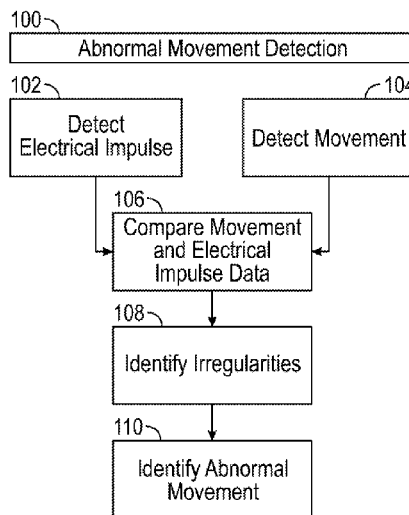 100
Abnormal Movement Detection
102
Detect
Electrical Impulse
104
Detect Movement
106
Compare Movement
and Electrical
Impulse Data
108
Identify Irregularities
110
Identify Abnormal
Movement